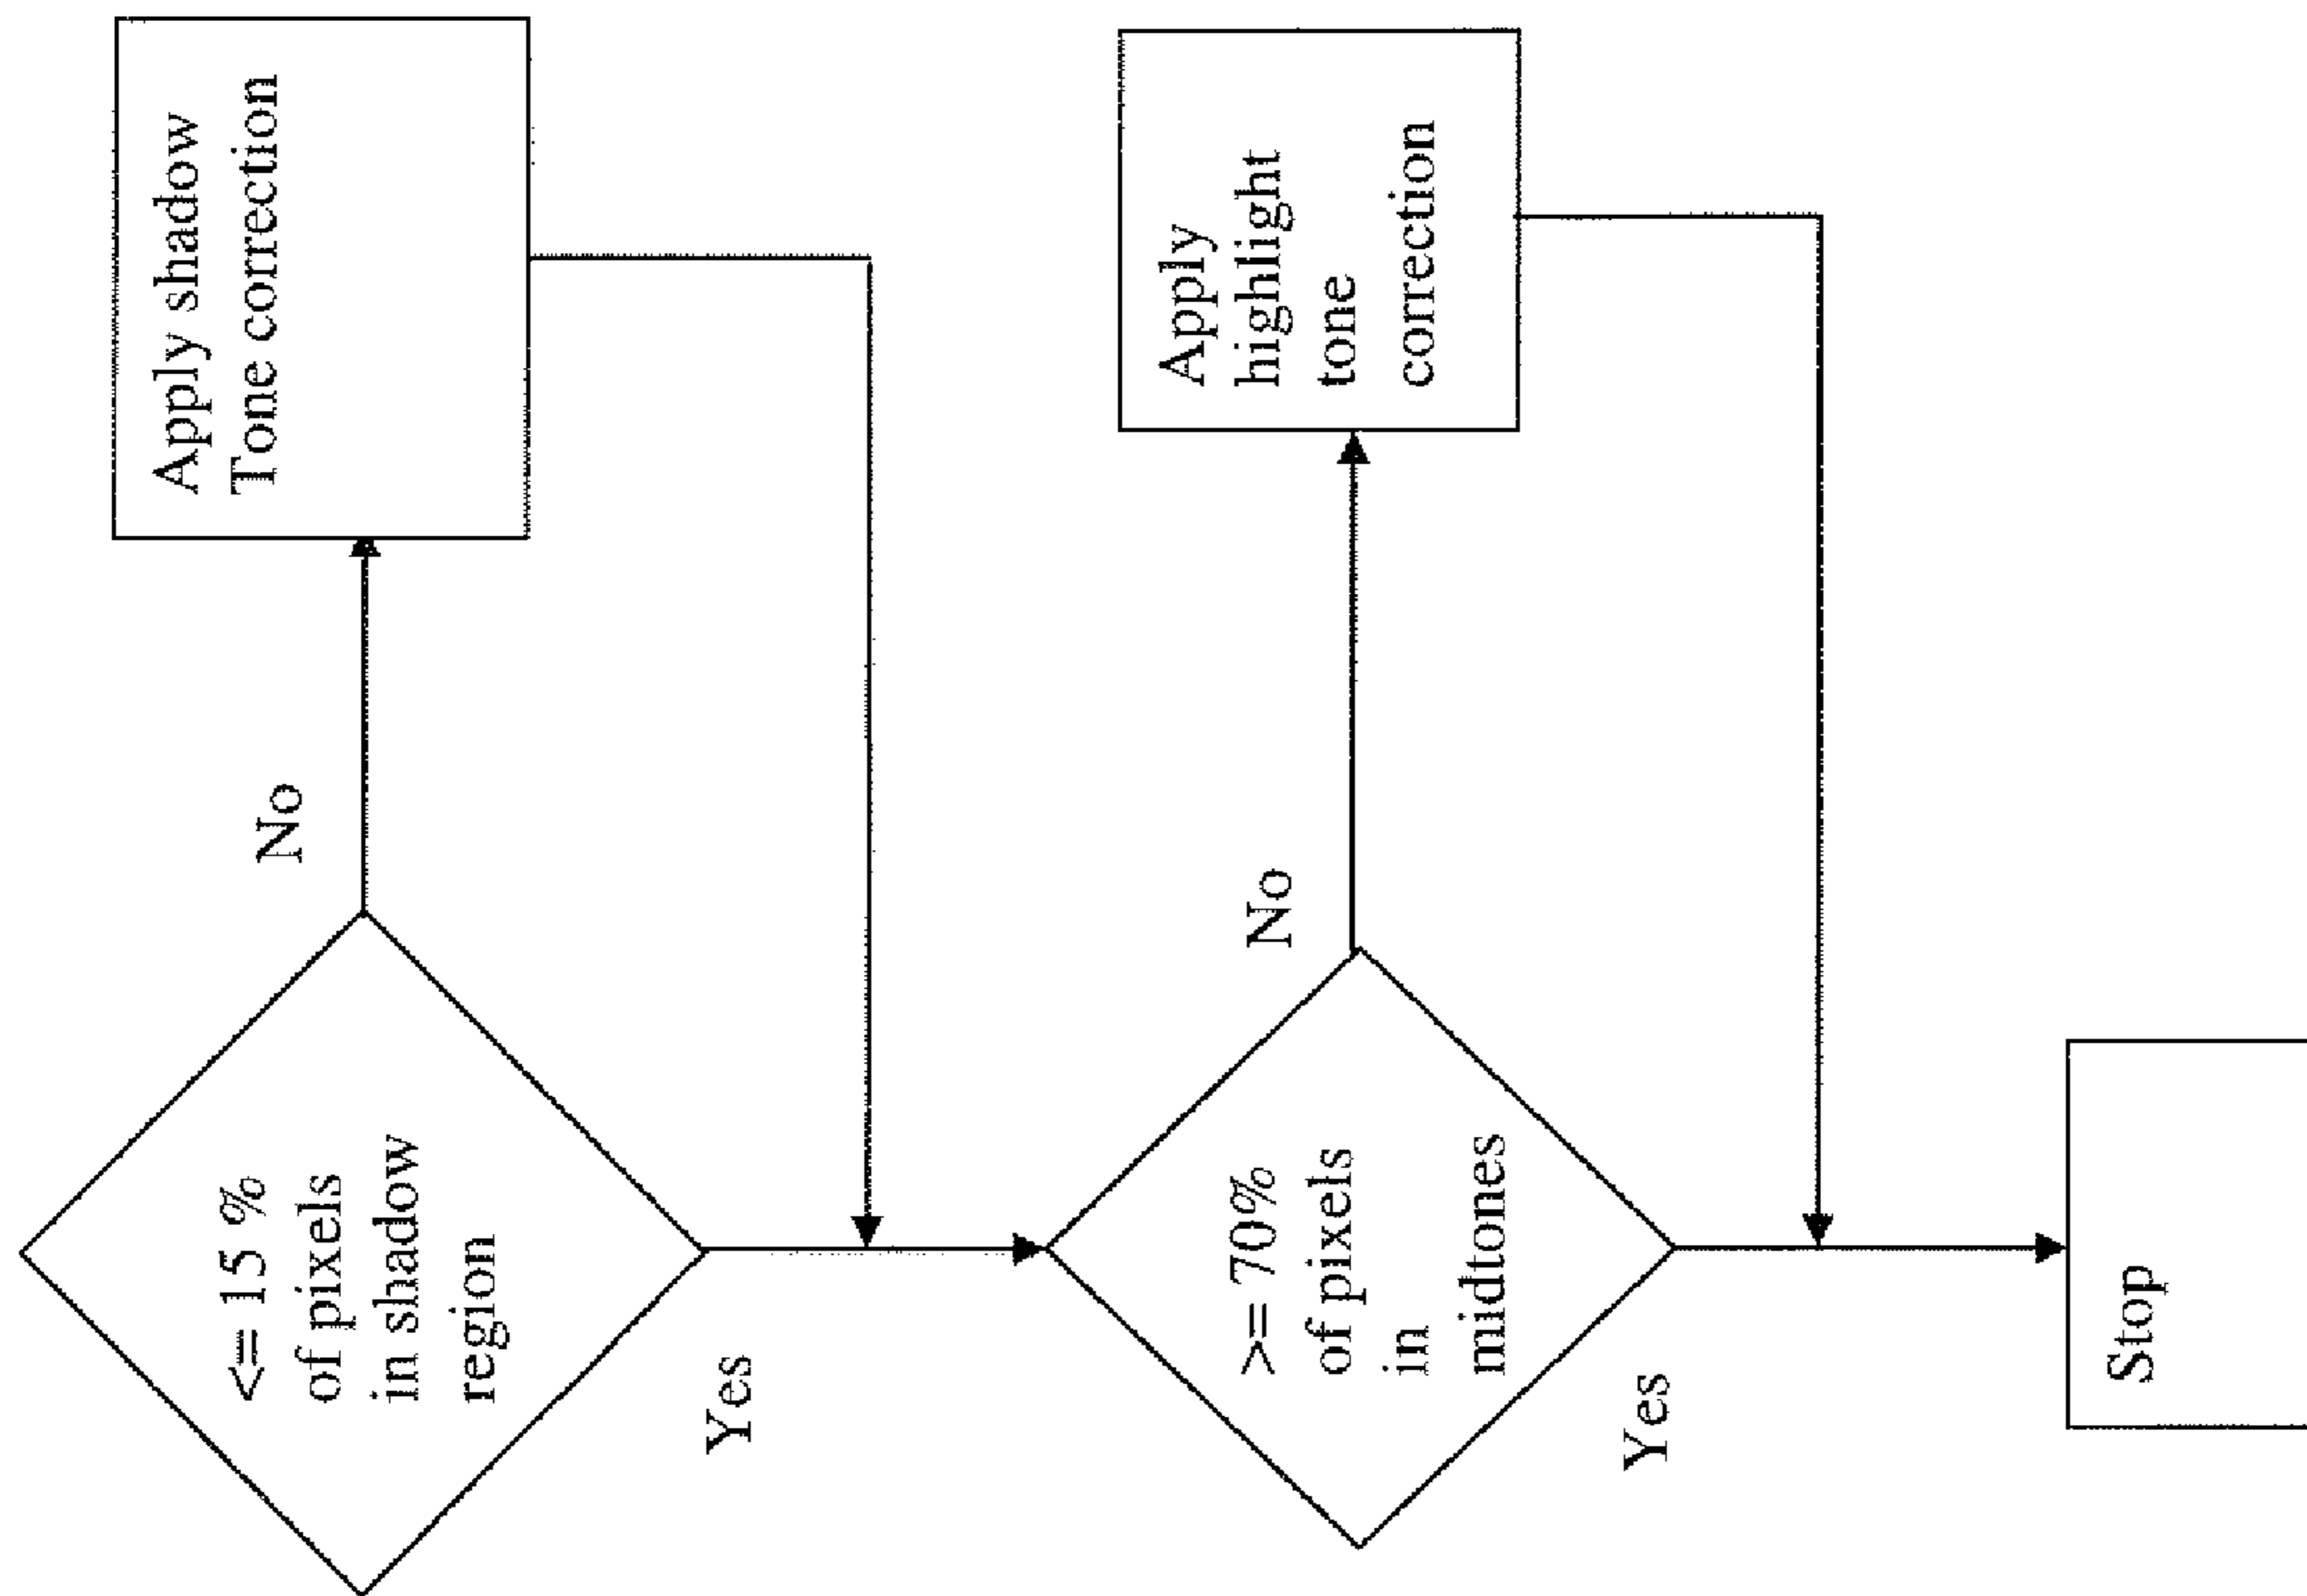 <= 15 %
of pixels
in shadow
region
No
Apply shadow
Tone correction
Yes
>= 70%
of pixels
in
midtones
No
Apply
highlight
tone
correction
Yes
Stop